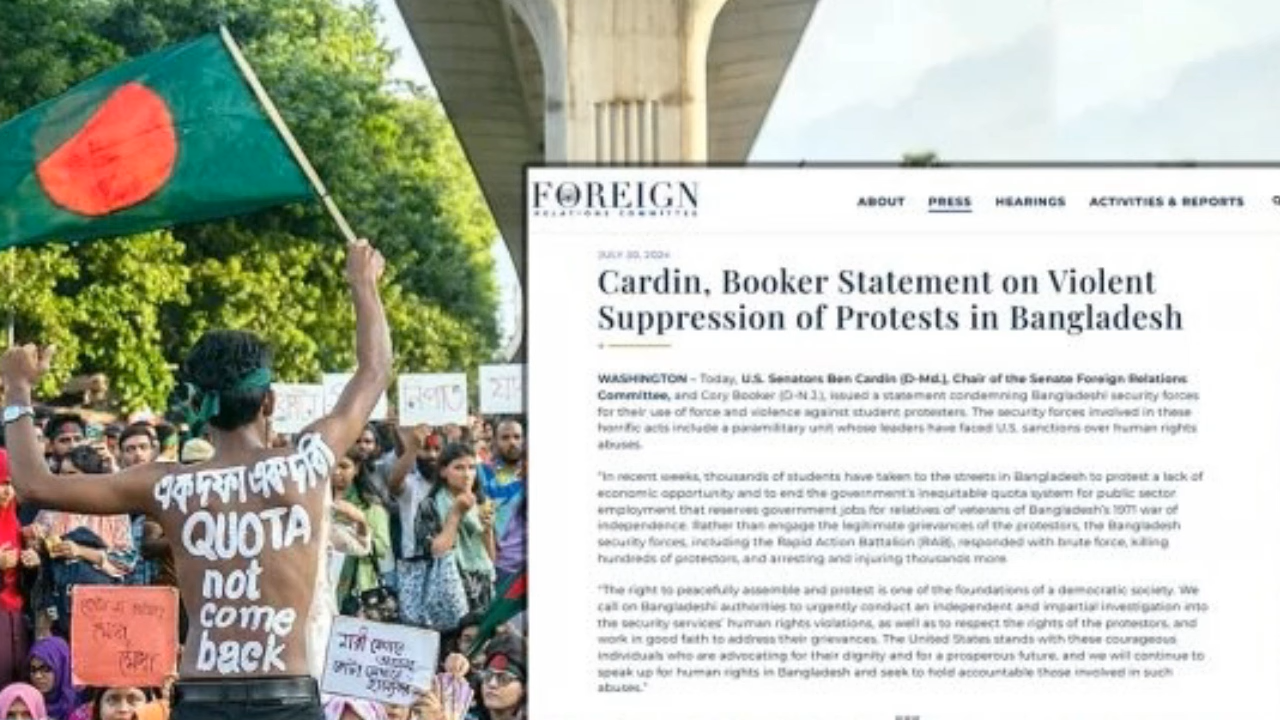 এক দফা এক দাবি
QUOTA
not
come
back
নিপাত
যাক
FOREIGN
RELATIONS COMMITTEE
ABOUT PRESS HEARINGS ACTIVITIES & REPORTS
JULY 30, 2024
Cardin, Booker Statement on Violent
Suppression of Protests in Bangladesh
WASHINGTON – Today, U.S. Senators Ben Cardin (D-Md.), Chair of the Senate Foreign Relations
Committee, and Cory Booker (D-N.J.), issued a statement condemning Bangladeshi security forces
for their use of force and violence against student protesters. The security forces involved in these
horrific acts include a paramilitary unit whose leaders have faced U.S. sanctions over human rights
abuses.
“In recent weeks, thousands of students have taken to the streets in Bangladesh to protest a lack of
economic opportunity and to end the government's inequitable quota system for public sector
employment that reserves government jobs for relatives of veterans of Bangladesh's 1971 war of
independence. Rather than engage the legitimate grievances of the protestors, the Bangladesh
security forces, including the Rapid Action Battalion (RAB), responded with brute force, killing
hundreds of protestors, and arresting and injuring thousands more.
“The right to peacefully assemble and protest is one of the foundations of a democratic society. We
call on Bangladeshi authorities to urgently conduct an independent and impartial investigation into
the security services' human rights violations, as well as to respect the rights of the protestors, and
work in good faith to address their grievances. The United States stands with these courageous
individuals who are advocating for their dignity and for a prosperous future, and we will continue to
speak up for human rights in Bangladesh and seek to hold accountable those involved in such
abuses.”